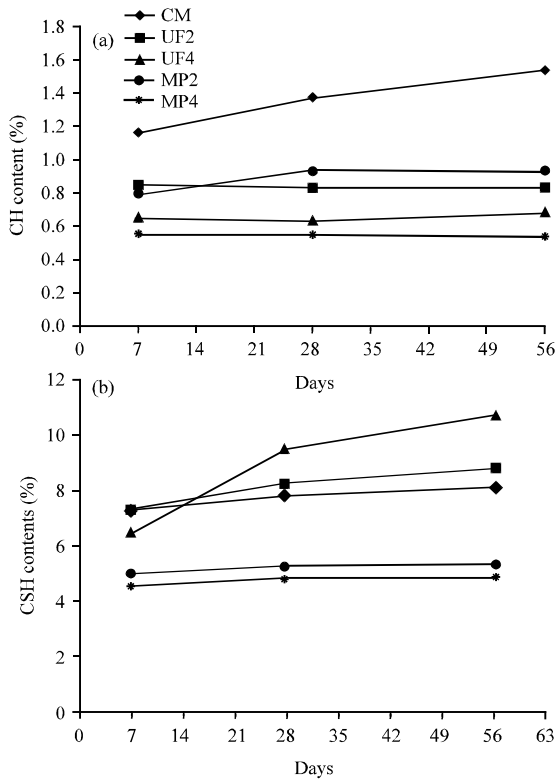 (a)
CM
UF2
UF4
MP2
MP4
CH content (%)
1.8
1.6
1.4
1.2
1.0
0.8
0.6
0.4
0.2
0.0
0 7 14 21 28 35 42 49 56
Days
(b)
CSH contents (%)
12
10
8
6
4
2
0
0 7 14 21 28 35 42 49 56 63
Days